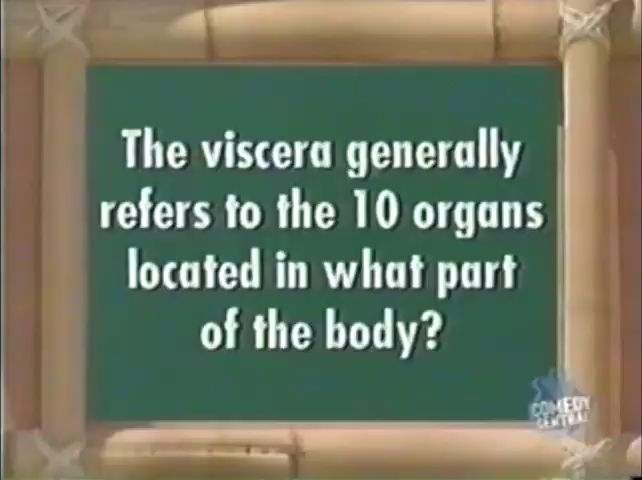 The viscera generally
refers to the 10 organs
located in what part
of the body?
COMEDY
CENTRAL